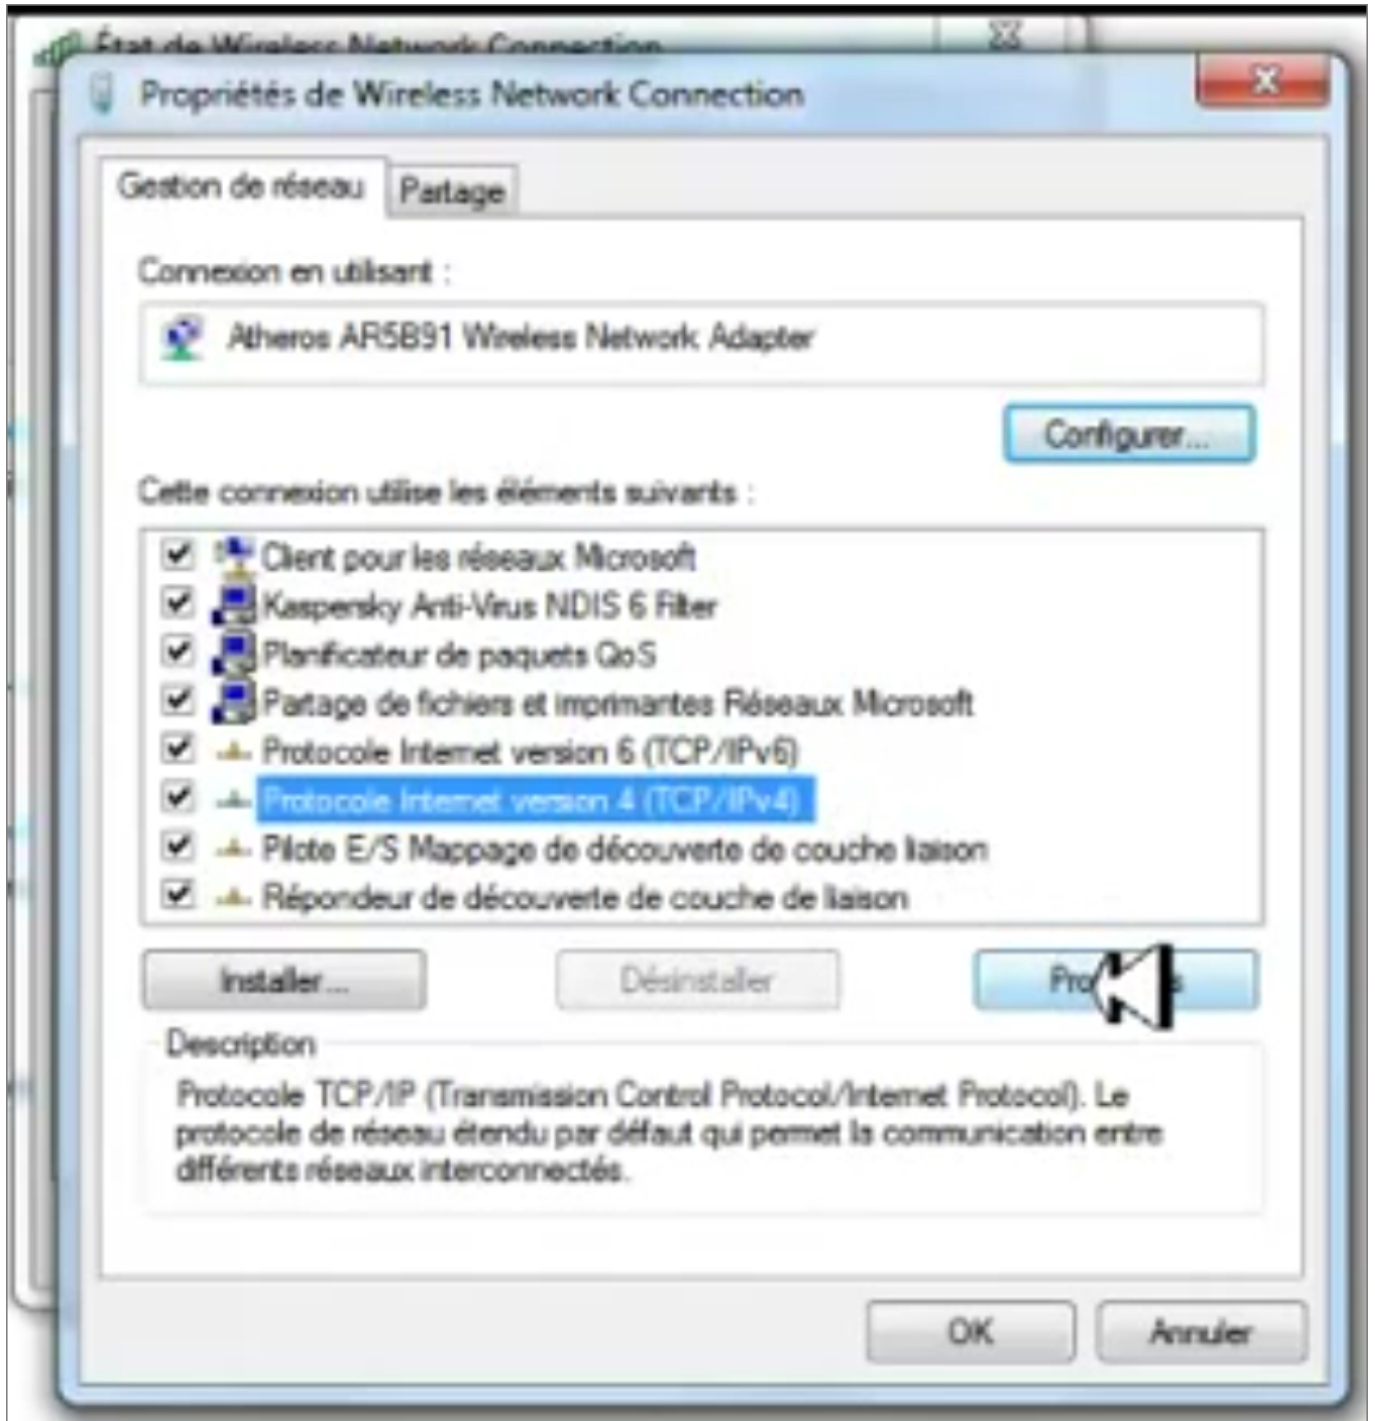 État de Wireless Network Connection
Propriétés de Wireless Network Connection
Gestion de réseau
Partage
Connexion en utilisant :
Atheros AR5B91 Wireless Network Adapter
Configurer...
Cette connexion utilise les éléments suivants :
Client pour les réseaux Microsoft
Kaspersky Anti-Virus NDIS 6 Filter
Planificateur de paquets QoS
Partage de fichiers et imprimantes Réseaux Microsoft
Protocole Internet version 6 (TCP/IPv6)
Protocole Internet version 4 (TCP/IPv4)
Pilote E/S Mappage de découverte de couche liaison
Répondeur de découverte de couche de liaison
Installer...
Désinstaller
Description
Protocole TCP/IP (Transmission Control Protocol/Internet Protocol). Le
protocole de réseau étendu par défaut qui permet la communication entre
différents réseaux interconnectés.
OK
Annuler